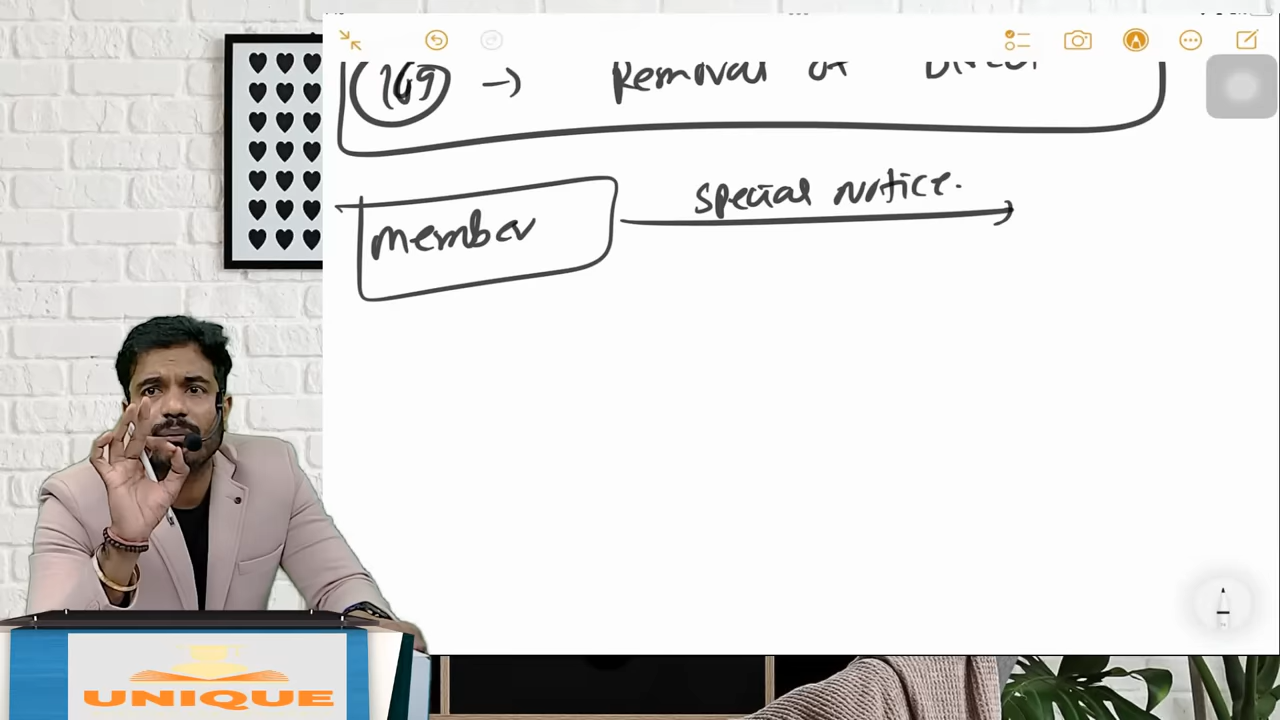 169 → Removal of
special notice.
member
UNIQUE